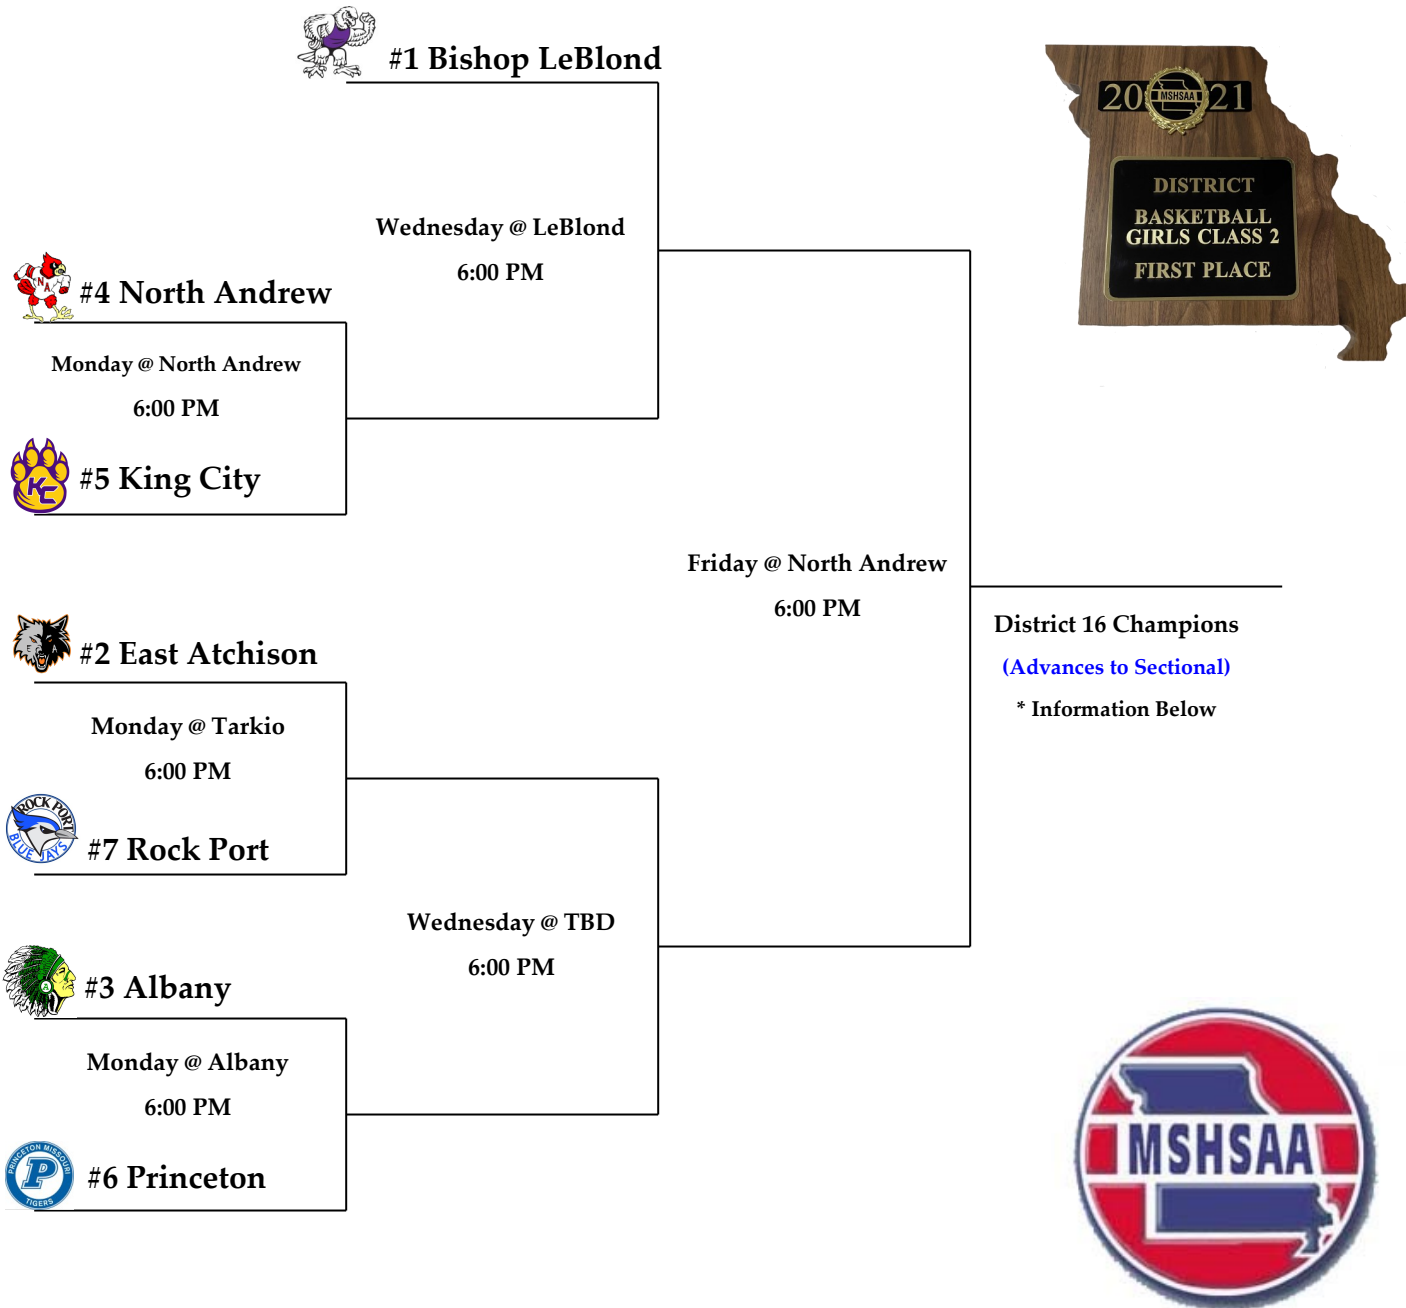 #1 Bishop LeBlond
20 MSHSAA 21
DISTRICT
BASKETBALL
GIRLS CLASS 2
FIRST PLACE
Wednesday @ LeBlond
6:00 PM
NA
#4 North Andrew
Monday @ North Andrew
6:00 PM
KC
#5 King City
Friday @ North Andrew
6:00 PM
District 16 Champions
(Advances to Sectional)
* Information Below
#2 East Atchison
Monday @ Tarkio
6:00 PM
ROCK PORT
BLUE JAYS
#7 Rock Port
Wednesday @ TBD
6:00 PM
A
#3 Albany
Monday @ Albany
6:00 PM
PRINCETON MISSOURI
P
TIGERS
#6 Princeton
MSHSAA